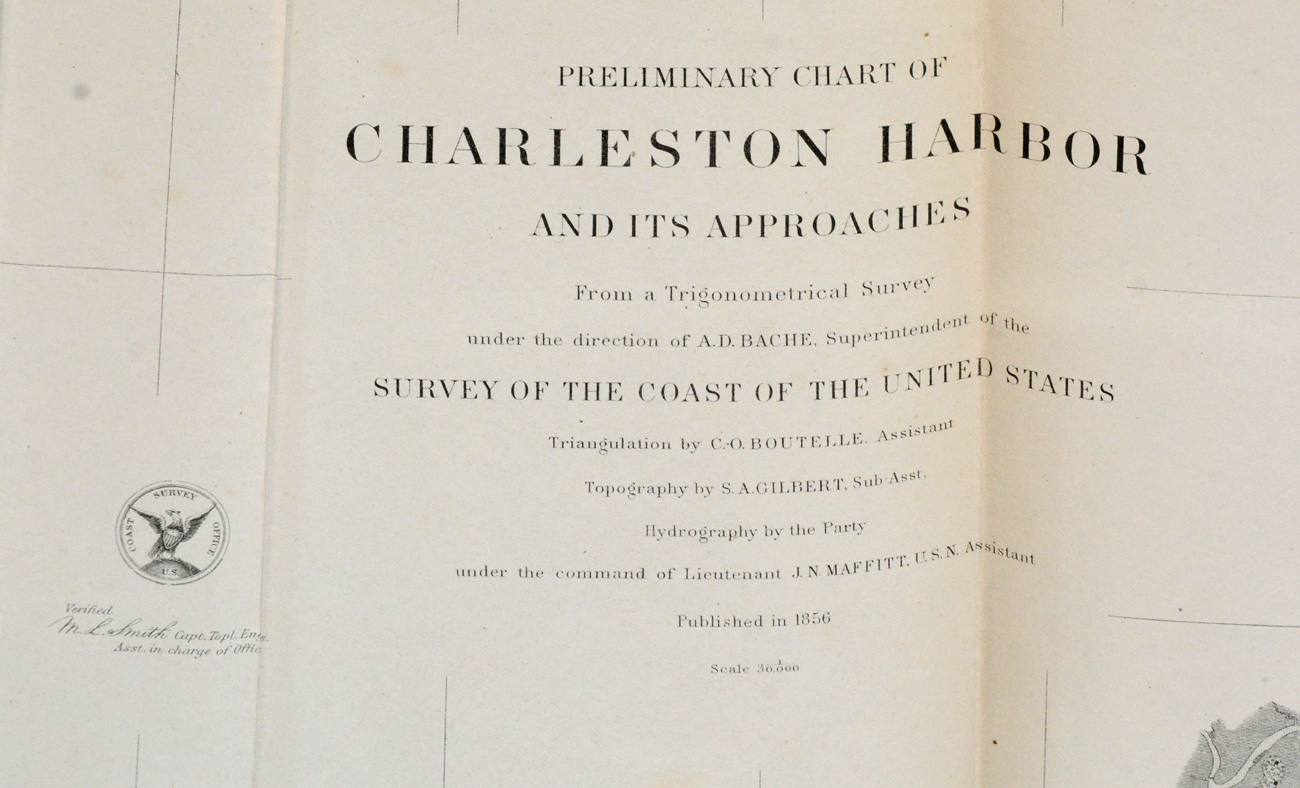 PRELIMINARY CHART OF
CHARLESTON HARBOR
AND ITS APPROACHES
From a Trigonometrical Survey
under the direction of A.D. BACHE, Superintendent of the
SURVEY OF THE COAST OF THE UNITED STATES
Triangulation by C.O. BOUTELLE, Assistant
Topography by S.A. GILBERT, Sub-Asst.
Hydrography by the Party
under the command of Lieutenant J. N. MAFFITT, U.S.N. Assistant
Published in 1856
Scale 1/30.000
COAST SURVEY OFFICE
U.S.
Verified
M. L. Smith Capt. Topl. Engs.
Asst. in charge of Offic